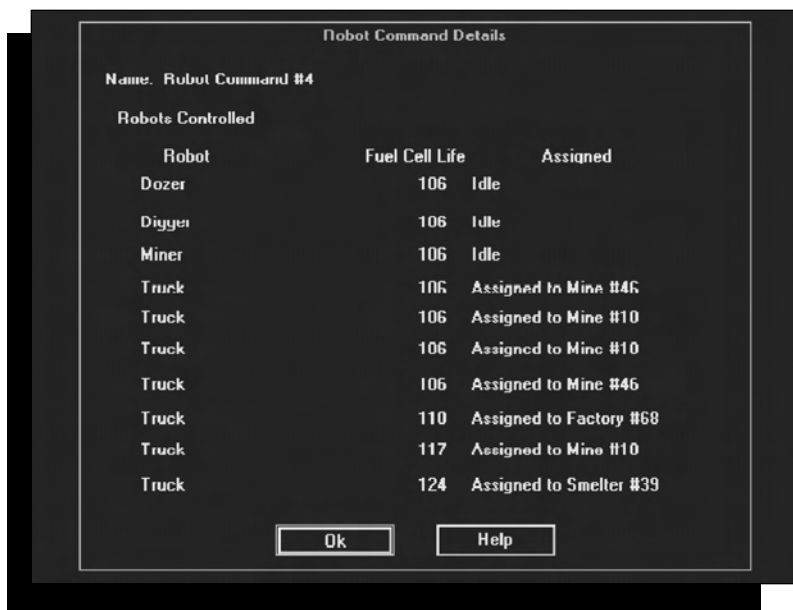 Robot Command Details
Name. Robot Command #4
Robots Controlled
Robot Fuel Cell Life Assigned
Dozer 106 Idle
Digger 106 Idle
Miner 106 Idle
Truck 106 Assigned to Mine #46
Truck 106 Assigned to Mine #10
Truck 106 Assigned to Mine #10
Truck 106 Assigned to Mine #46
Truck 110 Assigned to Factory #68
Truck 117 Assigned to Mine #10
Truck 124 Assigned to Smelter #39
Ok Help